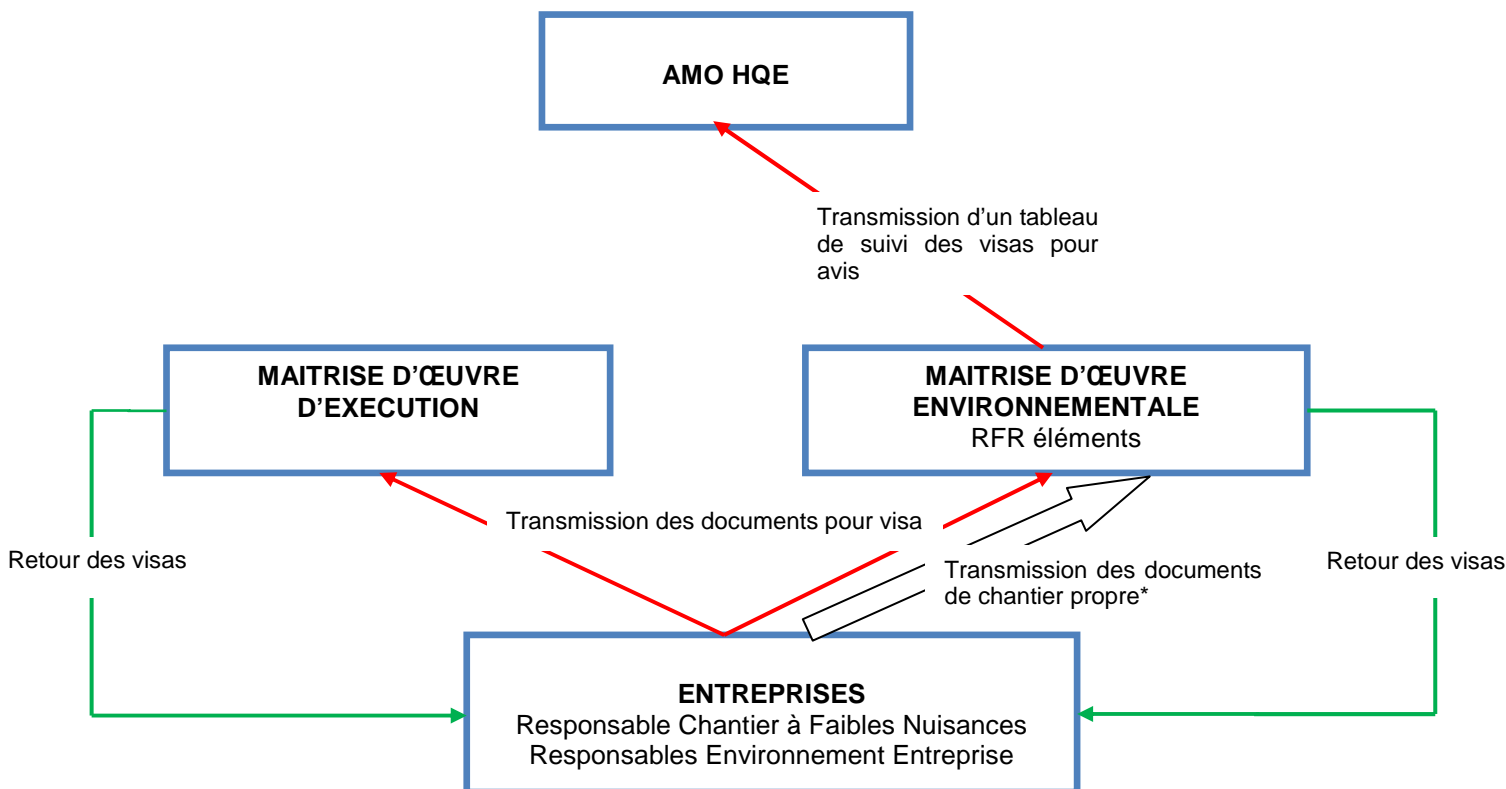 AMO HQE
Transmission d’un tableau
de suivi des visas pour
avis
MAITRISE D’ŒUVRE
D’EXECUTION
MAITRISE D’ŒUVRE
ENVIRONNEMENTALE
RFR éléments
Transmission des documents pour visa
Retour des visas
Transmission des documents
de chantier propre*
Retour des visas
ENTREPRISES
Responsable Chantier à Faibles Nuisances
Responsables Environnement Entreprise